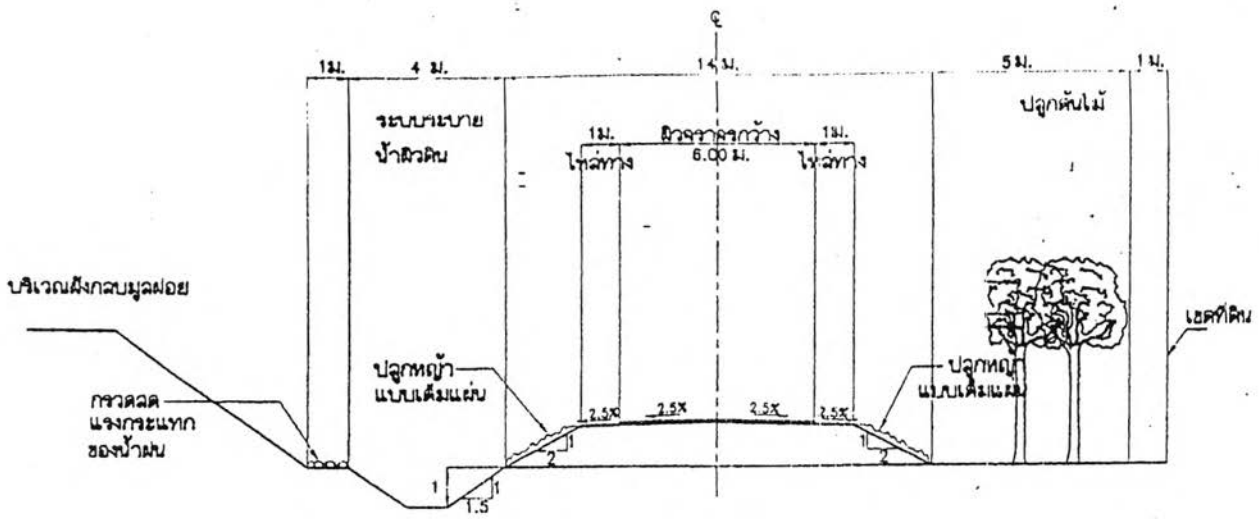 ℄
1ม.
4 ม.
14ม.
5 ม.
1 ม.
ระบบระบาย
น้ำผิวดิน
1ม.
ผิวจราจรกว้าง
6.00 ม.
1ม.
ไหล่ทาง
ไหล่ทาง
ปลูกต้นไม้
บริเวณฝังกลบมูลฝอย
เขตที่ดิน
ปลูกหญ้า
แบบเต็มแผ่น
ปลูกหญ้า
แบบเต็มแผ่น
กรวดลด
แรงกระแทก
ของน้ำฝน
2.5%
2.5%
2.5%
2.5%
1
2
1
2
1
1
1.5